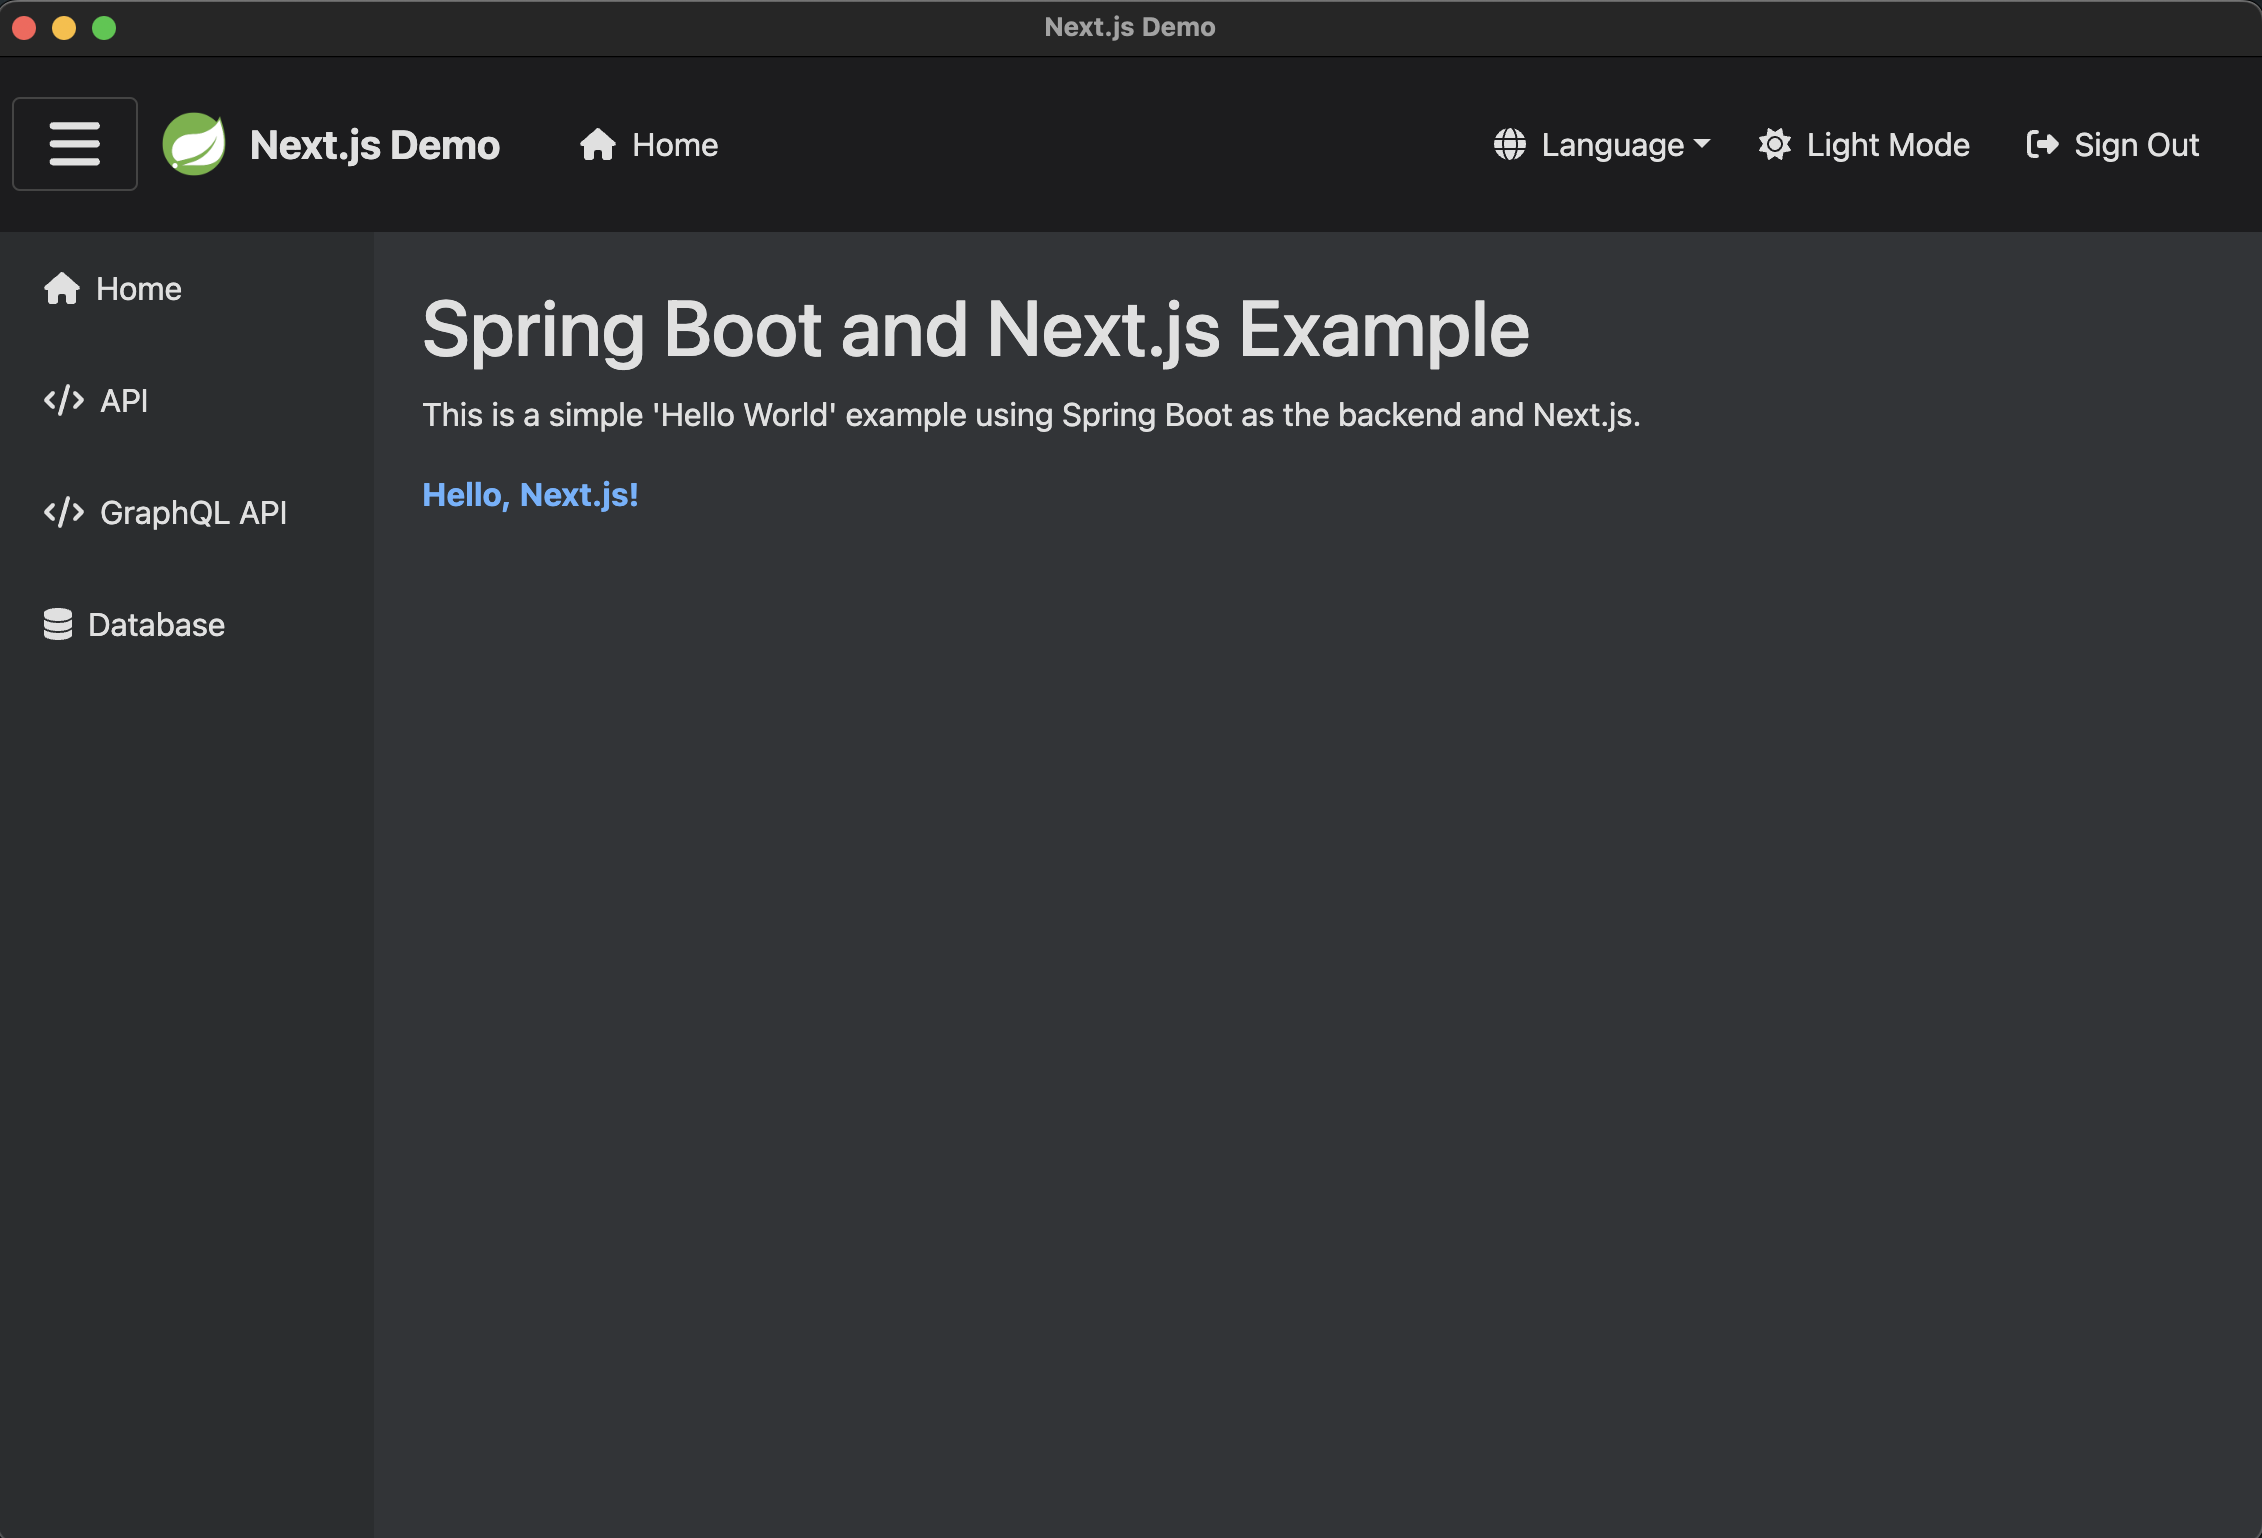 Next.js Demo
Next.js Demo
Home
Language
Light Mode
Sign Out
Home
API
GraphQL API
Database
Spring Boot and Next.js Example
This is a simple 'Hello World' example using Spring Boot as the backend and Next.js.
Hello, Next.js!